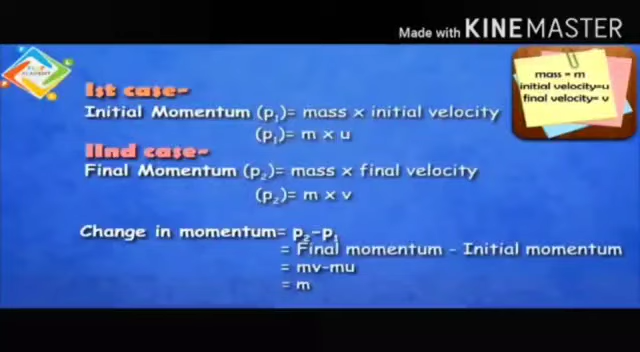 Made with KINEMASTER
mass = m
initial velocity=u
final velocity= v
Ist case-
Initial Momentum (p₁)= mass x initial velocity
(p₁)= m x u
IInd case-
Final Momentum (p₂)= mass x final velocity
(p₂)= m x v
Change in momentum= p₂-p₁
= Final momentum - Initial momentum
= mv-mu
= m